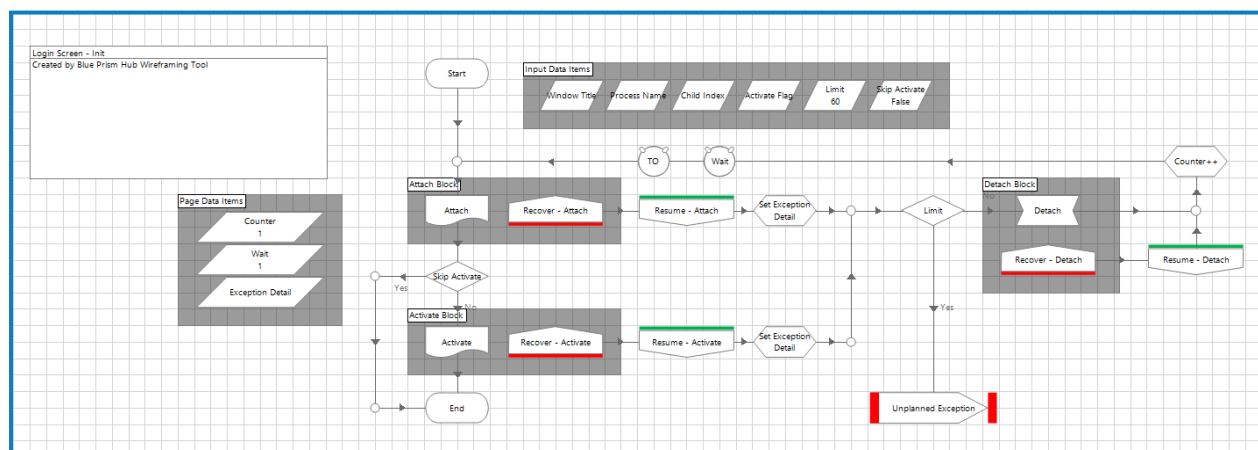 Login Screen - Init
Created by Blue Prism Hub Wireframing Tool
Start
Input Data Items
Window Title
Process Name
Child Index
Activate Flag
Limit
60
Skip Activate
False
TO
Wait
Counter++
Page Data Items
Counter
1
Wait
1
Exception Detail
Attach Block
Attach
Recover - Attach
Resume - Attach
Set Exception
Detail
Limit
No
Detach Block
Detach
Recover - Detach
Resume - Detach
Skip Activate
Yes
No
Yes
Activate Block
Activate
Recover - Activate
Resume - Activate
Set Exception
Detail
End
Unplanned Exception